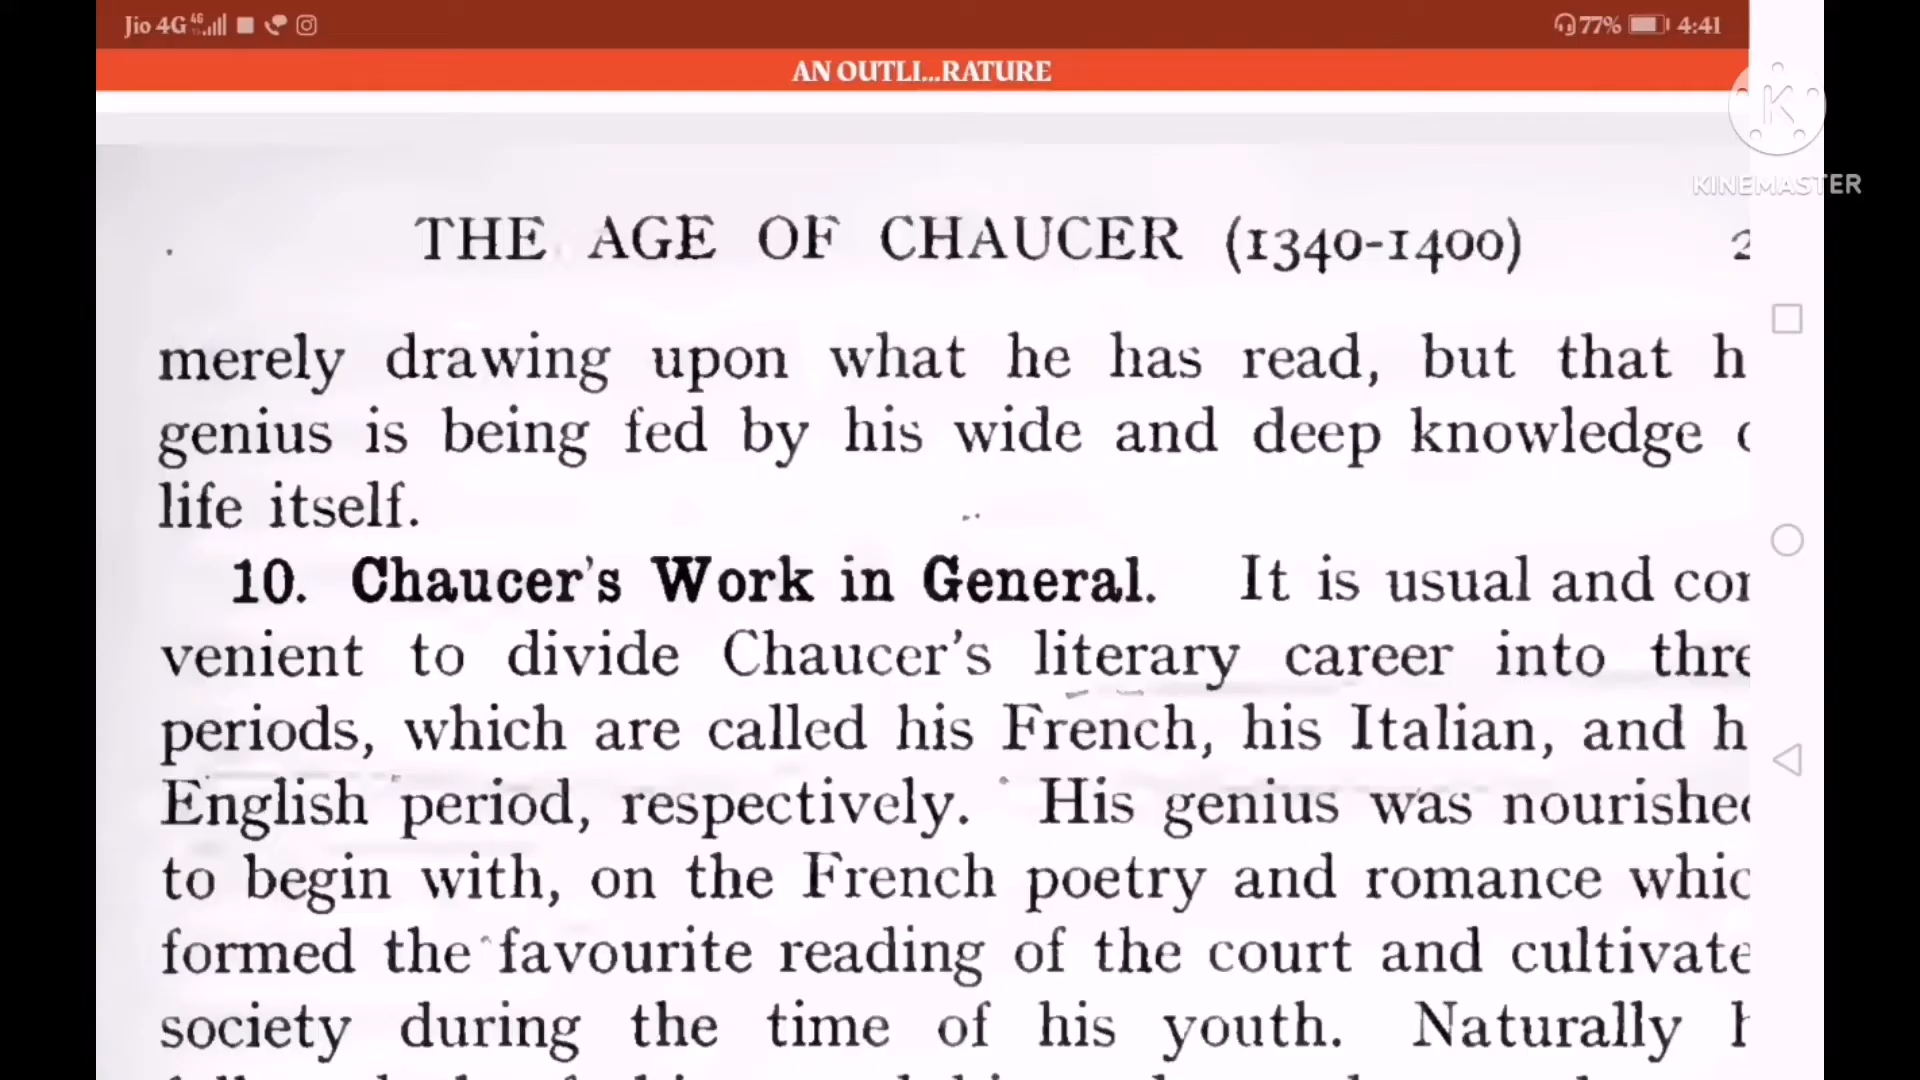 Jio 4G 4G 77% 4:41
AN OUTLI...RATURE
KINEMASTER
THE AGE OF CHAUCER (1340-1400) 2
merely drawing upon what he has read, but that h
genius is being fed by his wide and deep knowledge
life itself.
10. Chaucer's Work in General. It is usual and con
venient to divide Chaucer's literary career into thre
periods, which are called his French, his Italian, and h
English period, respectively. His genius was nourished
to begin with, on the French poetry and romance whic
formed the favourite reading of the court and cultivate
society during the time of his youth. Naturally h